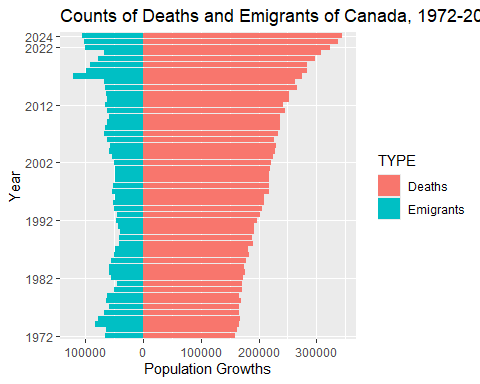 Counts of Deaths and Emigrants of Canada, 1972-20
2024
2022
2012
2002
1992
1982
1972
Year
100000 0 100000 200000 300000
Population Growths
TYPE
Deaths
Emigrants